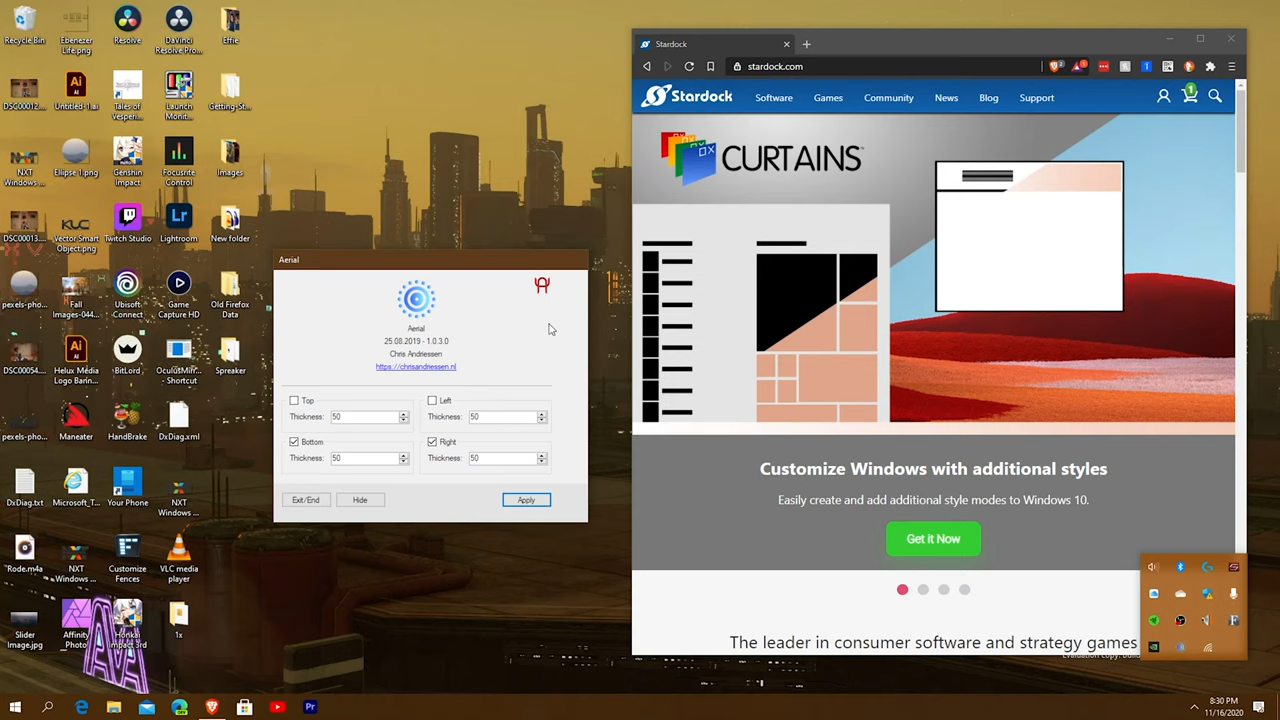 Recycle Bin
Ebenezer
Life.png
Resolve
DaVinci
Resolve Pro...
Effie
DSC00012...
Untitled-1.ai
Tales of
Vesperi...
Launch
Monit...
Getting-St...
NXT
Windows ...
Ellipse 1.png
Genshin
Impact
Focusrite
Control
Images
DSC00013...
KLJC
Vector Smart
Object.png
Twitch Studio
Lightroom
New folder
pexels-pho...
Fall
Images-044...
Ubisoft
Connect
Game
Capture HD
Old Firefox
Data
DSC00054...
Helux Media
Logo Barin...
BitLord
OculusMirr...
- Shortcut
Spreaker
pexels-pho...
Maneater
HandBrake
DxDiag.xml
DxDiag.txt
Microsoft_T...
Your Phone
NXT
Windows ...
"Rode.m4a
NXT
Windows ...
Customize
Fences
VLC media
player
Slider
Image.jpg
Affinity
Photo
Honkai
Impact 3rd
1x
Aerial
Aerial
25.08.2019 - 1.0.3.0
Chris Andriessen
https://chrisandriessen.nl
Top
Left
Thickness: 50
Thickness: 50
Bottom
Right
Thickness: 50
Thickness: 50
Exit/End
Hide
Apply
Stardock
stardock.com
Stardock
Software
Games
Community
News
Blog
Support
1
CURTAINS
Customize Windows with additional styles
Easily create and add additional style modes to Windows 10.
Get it Now
The leader in consumer software and strategy games
8:30 PM
11/16/2020